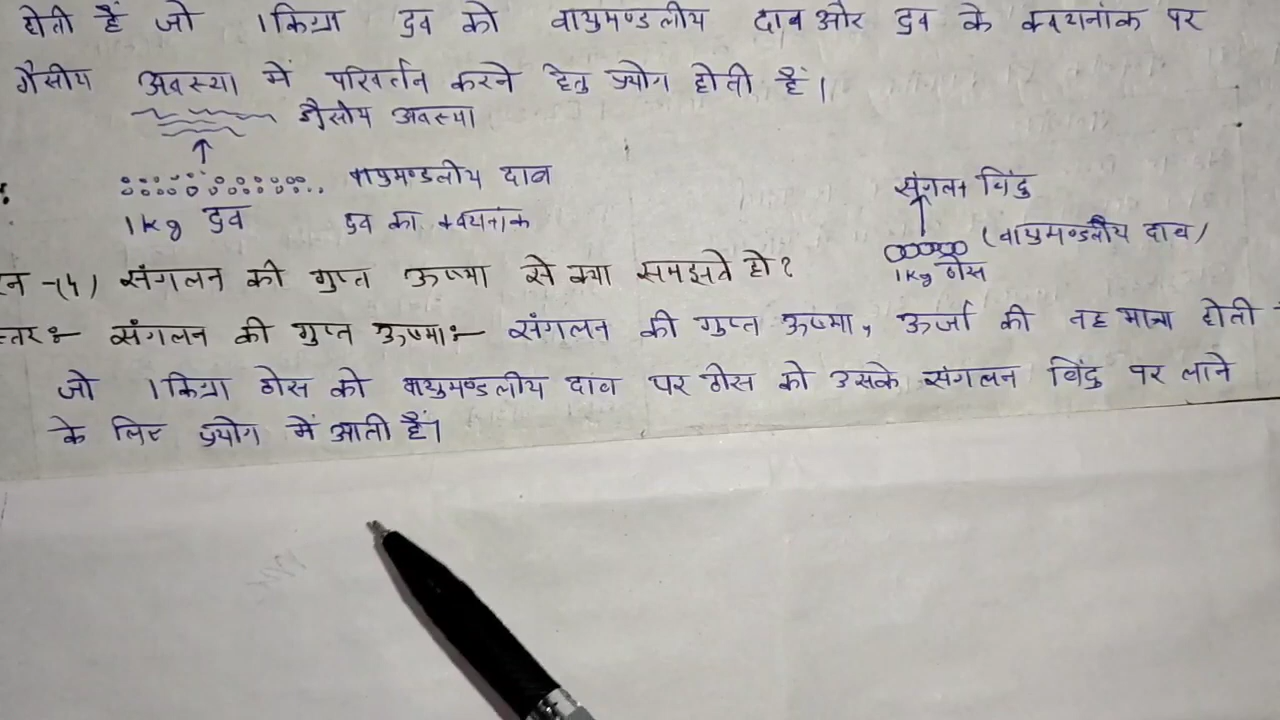 होती हैं जो 1किग्रा द्रव को वायुमण्डलीय दाब और द्रव के क्वथनांक पर
गैसीय अवस्था में परिवर्तन करने हेतु प्रयोग होती हैं।
गैसीय अवस्था
वायुमण्डलीय दाब
1kg द्रव द्रव का क्वथनांक
संगलन बिंदु
(वायुमण्डलीय दाब)
1kg ठोस
न -(4) संगलन की गुप्त ऊष्मा से क्या समझते हो?
त्तर:- संगलन की गुप्त ऊष्मा:- संगलन की गुप्त ऊष्मा, ऊर्जा की वह मात्रा होती
जो 1किग्रा ठोस को वायुमण्डलीय दाब पर ठोस को उसके संगलन बिंदु पर लाने
के लिए प्रयोग में आती हैं।